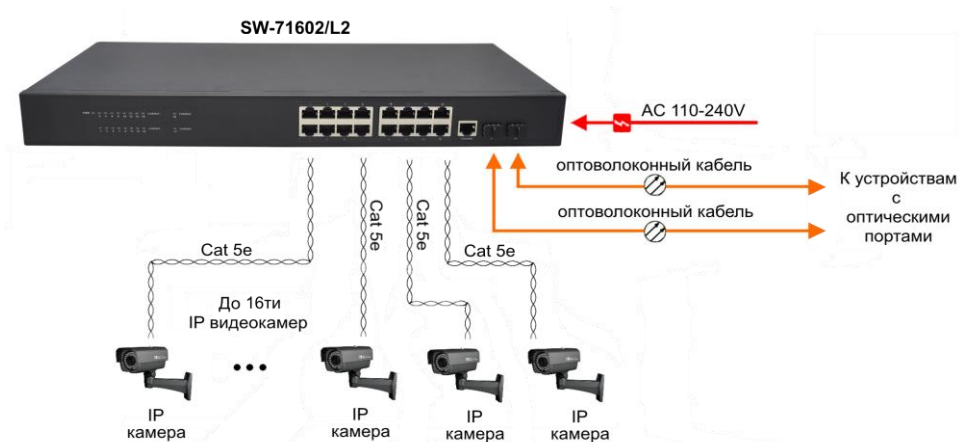 SW-71602/L2
AC 110-240V
оптоволоконный кабель
оптоволоконный кабель
К устройствам
с
оптическими
портами
Cat 5e
Cat 5e
Cat 5e
Cat 5e
До 16ти
IP видеокамер
IP
камера
IP
камера
IP
камера
IP
камера